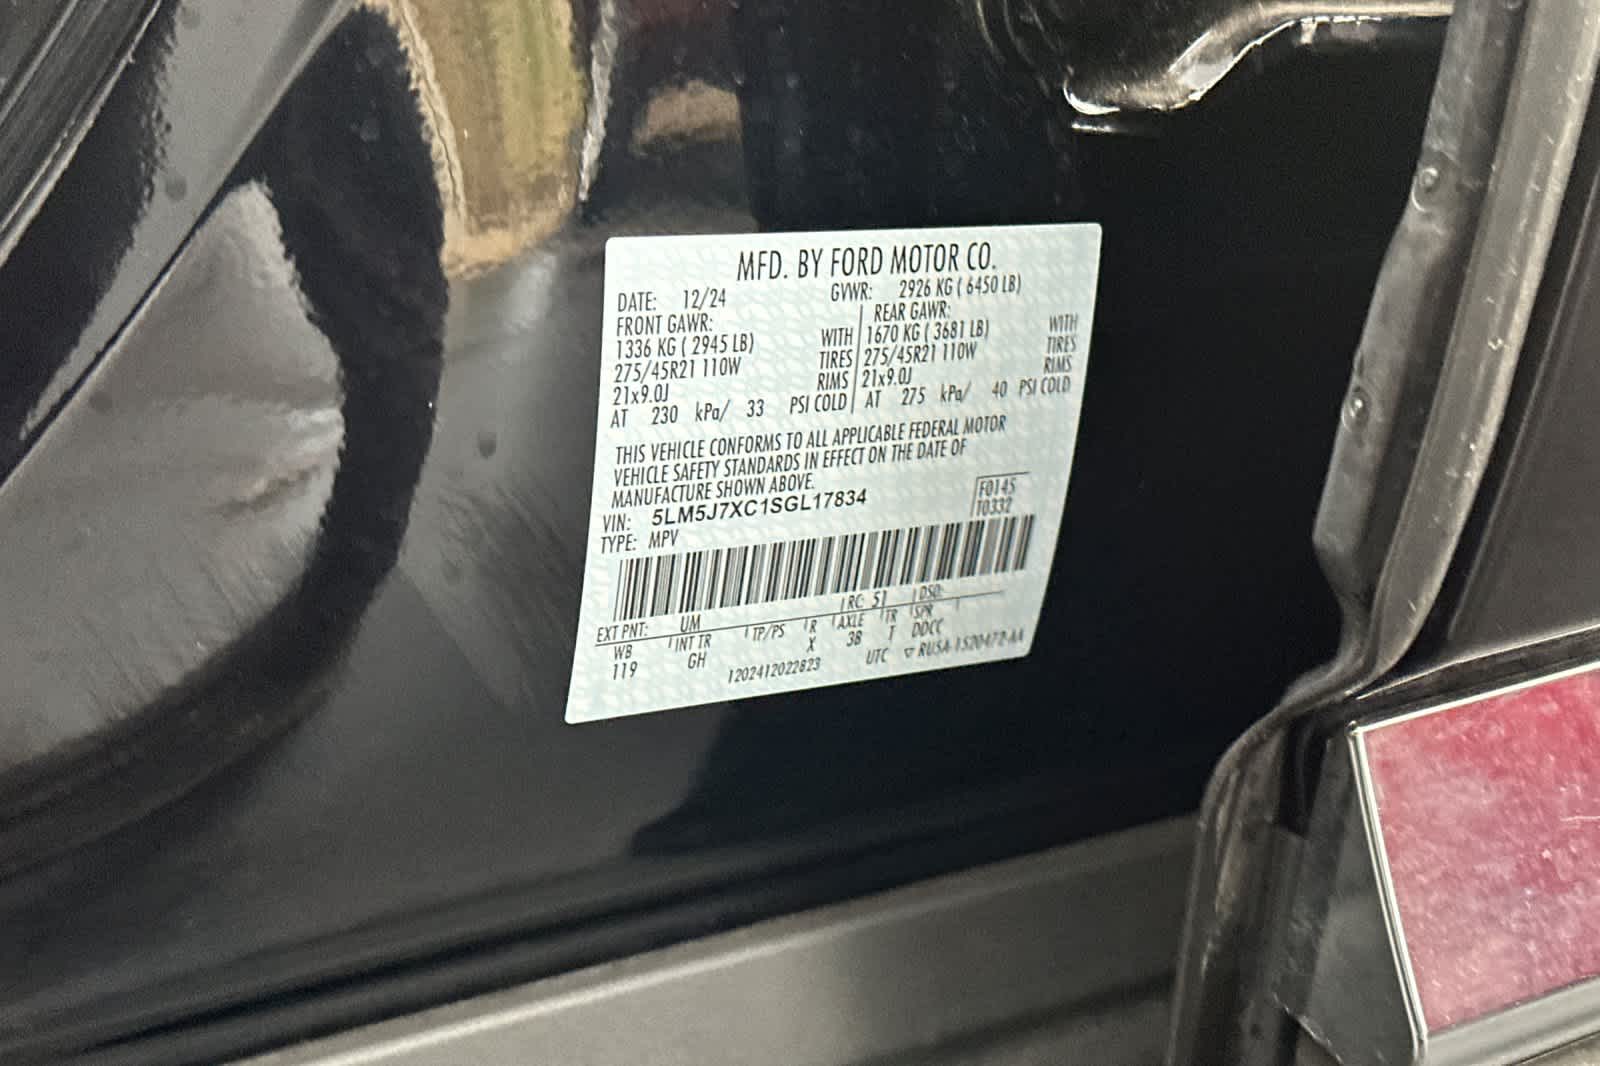 MFD. BY FORD MOTOR CO.
DATE: 12/24 GVWR: 2926 KG ( 6450 LB)
FRONT GAWR: REAR GAWR:
1336 KG ( 2945 LB) WITH 1670 KG ( 3681 LB) WITH
275/45R21 110W TIRES 275/45R21 110W TIRES
21x9.0J RIMS 21x9.0J RIMS
AT 230 kPa/ 33 PSI COLD AT 275 kPa/ 40 PSI COLD
THIS VEHICLE CONFORMS TO ALL APPLICABLE FEDERAL MOTOR
VEHICLE SAFETY STANDARDS IN EFFECT ON THE DATE OF
MANUFACTURE SHOWN ABOVE.
VIN: 5LM5J7XC1SGL17834 F0145
TYPE: MPV T0332
EXT PNT: UM RC: 51 DSO:
WB INT TR TP/PS R AXLE TR SPR
119 GH X 3B T DDCC
1202412022823 UTC ▽ RUSA-1520472-AA